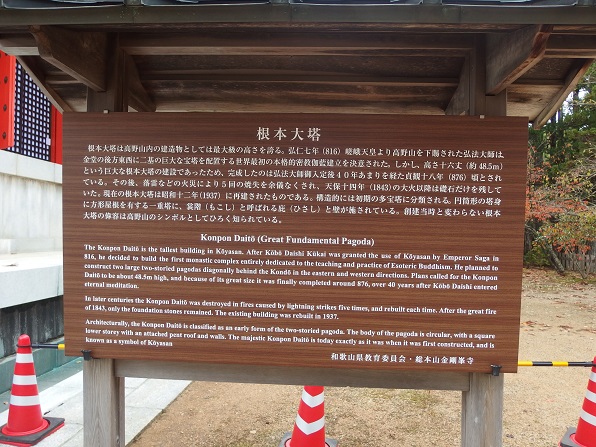 根本大塔
根本大塔は高野山内の建造物としては最大級の高さを誇る。弘仁七年（816）嵯峨天皇より高野山を下賜された弘法大師は、
金堂の後方東西に二基の巨大な宝塔を配置する世界最初の本格的密教伽藍建立を決意された。しかし、高さ十六丈（約 48.5m）
という巨大な根本大塔の建設であったため、完成したのは弘法大師御入定後４０年あまりを経た貞観十八年（876）頃とされ
ている。その後、落雷などの火災により５回の焼失を余儀なくされ、天保十四年（1843）の大火以降は礎石だけを残して
いた。現在の根本大塔は昭和十二年（1937）に再建されたものである。構造的には初期の多宝塔に分類される。円筒形の塔身
に方形屋根を有する一重塔に、裳階（もこし）と呼ばれる庇（ひさし）と壁が施されている。創建当時と変わらない根本
大塔の偉容は高野山のシンボルとしてひろく知られている。
Konpon Daitō (Great Fundamental Pagoda)
The Konpon Daitō is the tallest building in Kōyasan. After Kōbō Daishi Kūkai was granted the use of Kōyasan by Emperor Saga in
816, he decided to build the first monastic complex entirely dedicated to the teaching and practice of Esoteric Buddhism. He planned to
construct two large two-storied pagodas diagonally behind the Kondō in the eastern and western directions. Plans called for the Konpon
Daitō to be about 48.5m high, and because of its great size it was finally completed around 876, over 40 years after Kōbō Daishi entered
eternal meditation.
In later centuries the Konpon Daitō was destroyed in fires caused by lightning strikes five times, and rebuilt each time. After the great fire
of 1843, only the foundation stones remained. The existing building was rebuilt in 1937.
Architecturally, the Konpon Daitō is classified as an early form of the two-storied pagoda. The body of the pagoda is circular, with a square
lower storey with an attached pent roof and walls. The majestic Konpon Daitō is today exactly as it was when it was first constructed, and is
known as a symbol of Kōyasan
和歌山県教育委員会・総本山金剛峯寺